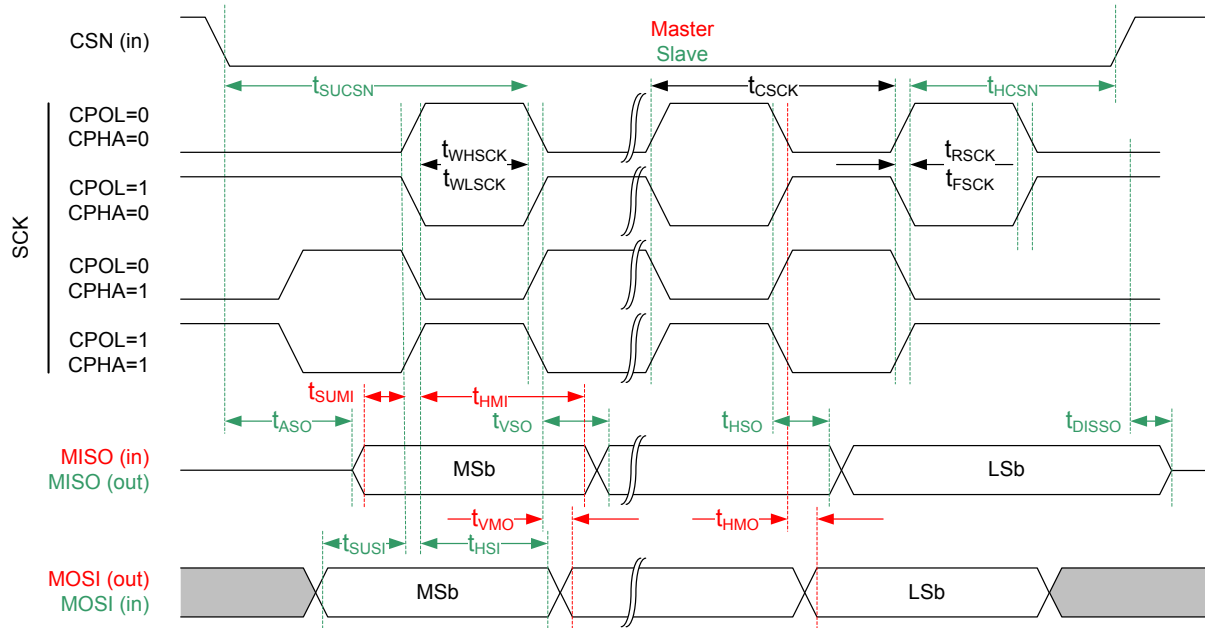 CSN (in)
Master
Slave
tSUCSN
tCSCK
tHCSN
SCK
CPOL=0
CPHA=0
tWHSCK
tWLSCK
tRSCK
tFSCK
CPOL=1
CPHA=0
CPOL=0
CPHA=1
CPOL=1
CPHA=1
tSUMI
tHMI
tASO
tVSO
tHSO
tDISSO
MISO (in)
MISO (out)
MSb
LSb
tVMO
tHMO
tSUSI
tHSI
MOSI (out)
MOSI (in)
MSb
LSb